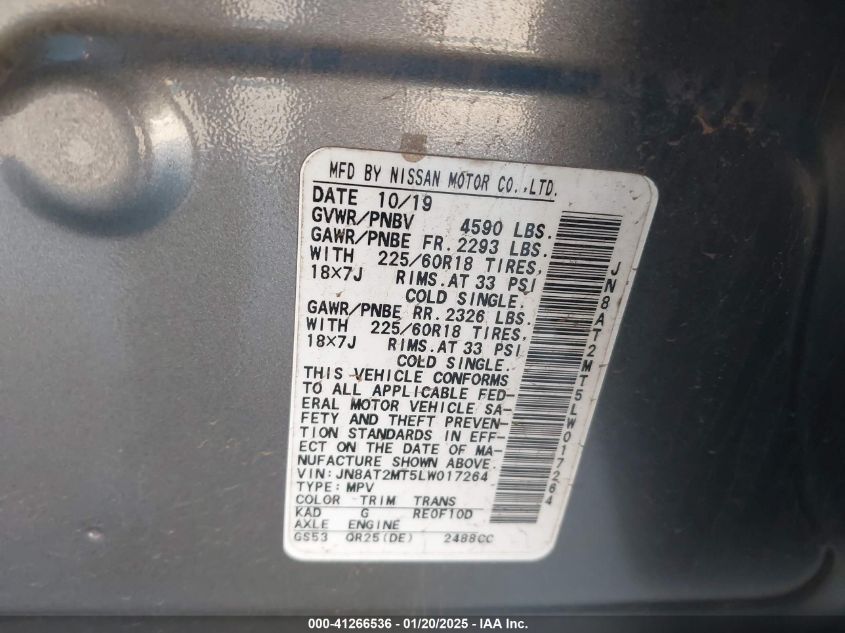 MFD BY NISSAN MOTOR CO.,LTD.
DATE 10/19
GVWR/PNBV 4590 LBS.
GAWR/PNBE FR. 2293 LBS.
WITH 225/60R18 TIRES,
18×7J RIMS.AT 33 PSI
COLD SINGLE.
GAWR/PNBE RR. 2326 LBS.
WITH 225/60R18 TIRES,
18×7J RIMS.AT 33 PSI
COLD SINGLE.
THIS VEHICLE CONFORMS
TO ALL APPLICABLE FED-
ERAL MOTOR VEHICLE SA-
FETY AND THEFT PREVEN-
TION STANDARDS IN EFF-
ECT ON THE DATE OF MA-
NUFACTURE SHOWN ABOVE.
VIN:JN8AT2MT5LW017264
TYPE:MPV
COLOR TRIM TRANS
KAD G RE0F10D
AXLE ENGINE
GS53 QR25(DE) 2488CC
JN8AT2MT5LW017264
000-41266536 - 01/20/2025 - IAA Inc.